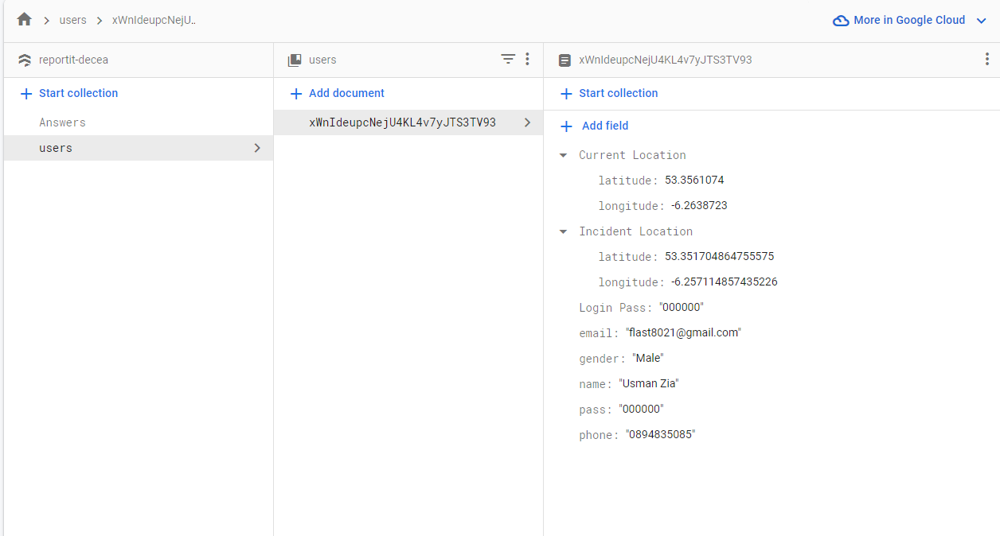 users
xWnIdeupcNejU..
More in Google Cloud
reportit-decea
users
xWnIdeupcNejU4KL4v7yJTS3TV93
Start collection
Add document
Start collection
Answers
xWnIdeupcNejU4KL4v7yJTS3TV93
Add field
users
Current Location
latitude: 53.3561074
longitude: -6.2638723
Incident Location
latitude: 53.351704864755575
longitude: -6.257114857435226
Login Pass: "000000"
email: "flast8021@gmail.com"
gender: "Male"
name: "Usman Zia"
pass: "000000"
phone: "0894835085"